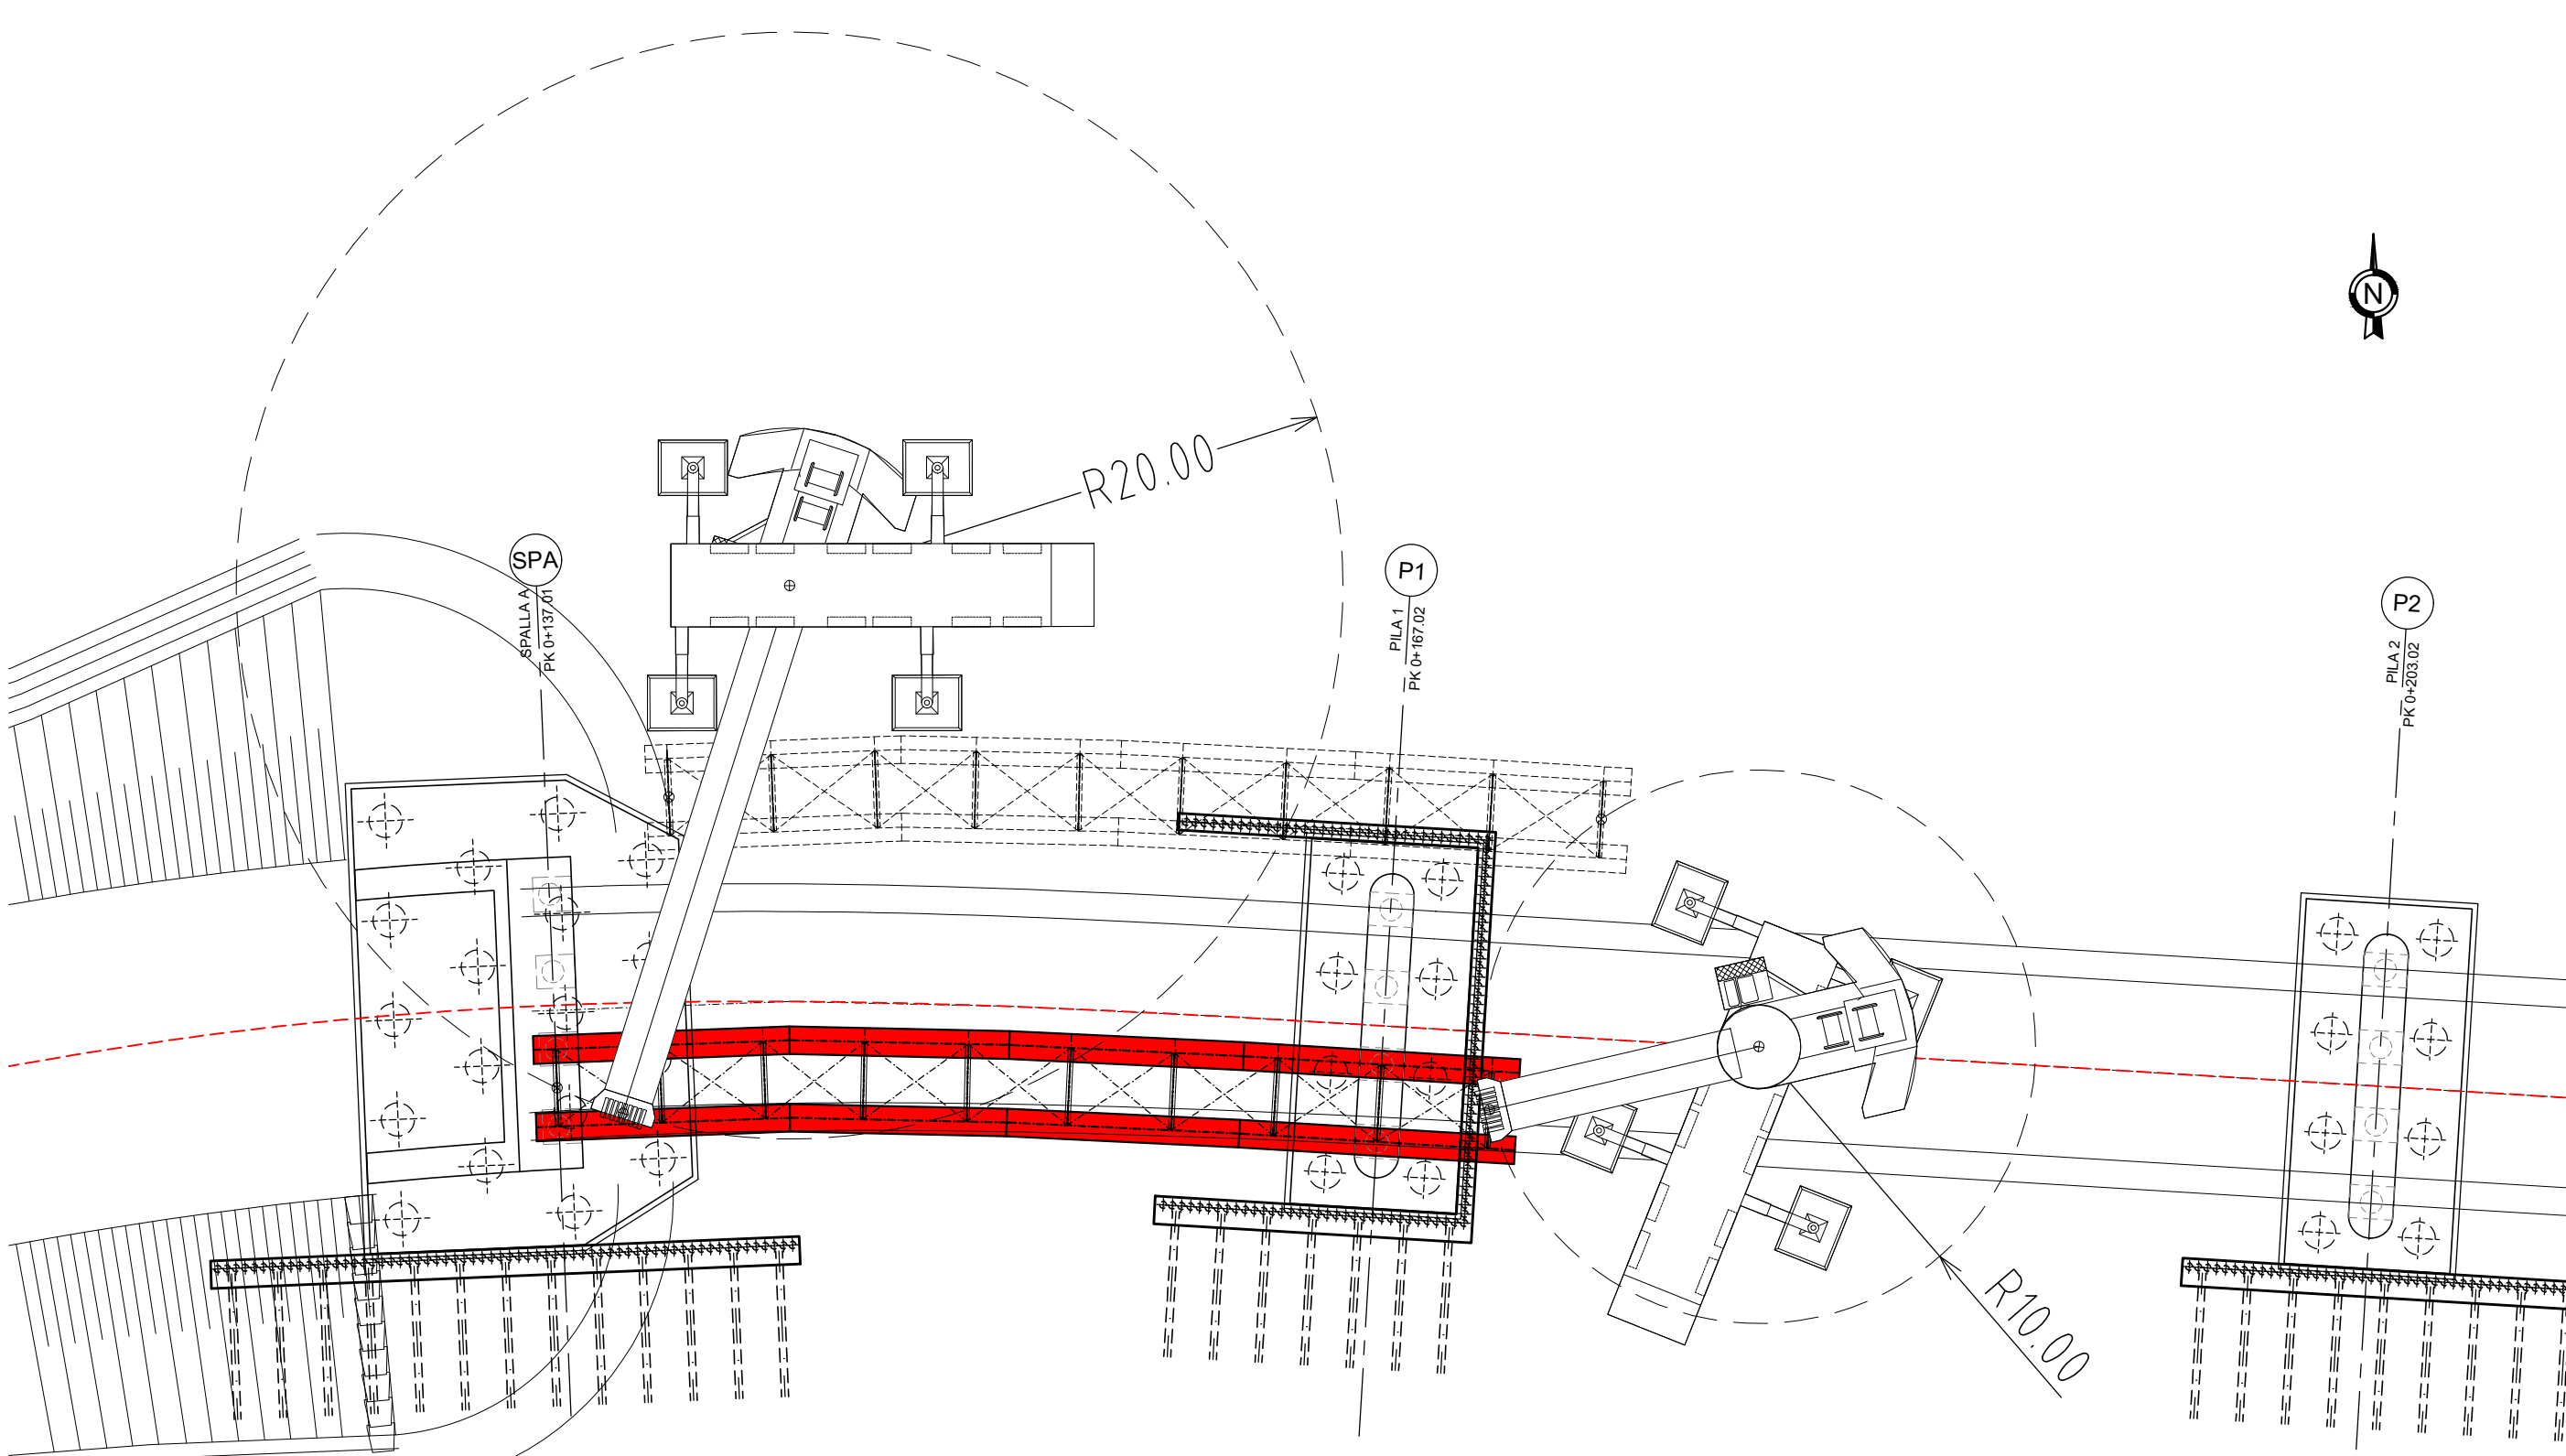 N
R20.00
SPA
SPALLA A
PK 0+137.01
P1
PILA 1
PK 0+167.02
P2
PILA 2
PK 0+203.02
R10.00